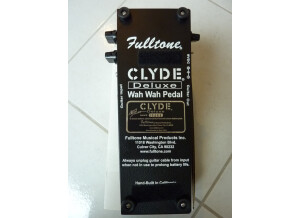 Fulltone
CLYDE
Deluxe
Wah Wah Pedal
CLYDE
Deluxe
Fulltone Musical Products Inc.
11018 Washington Blvd.
Culver City, CA 90232
www.fulltone.com
Always unplug guitar cable from input
when not in use to prolong battery life.
Hand-Built in California